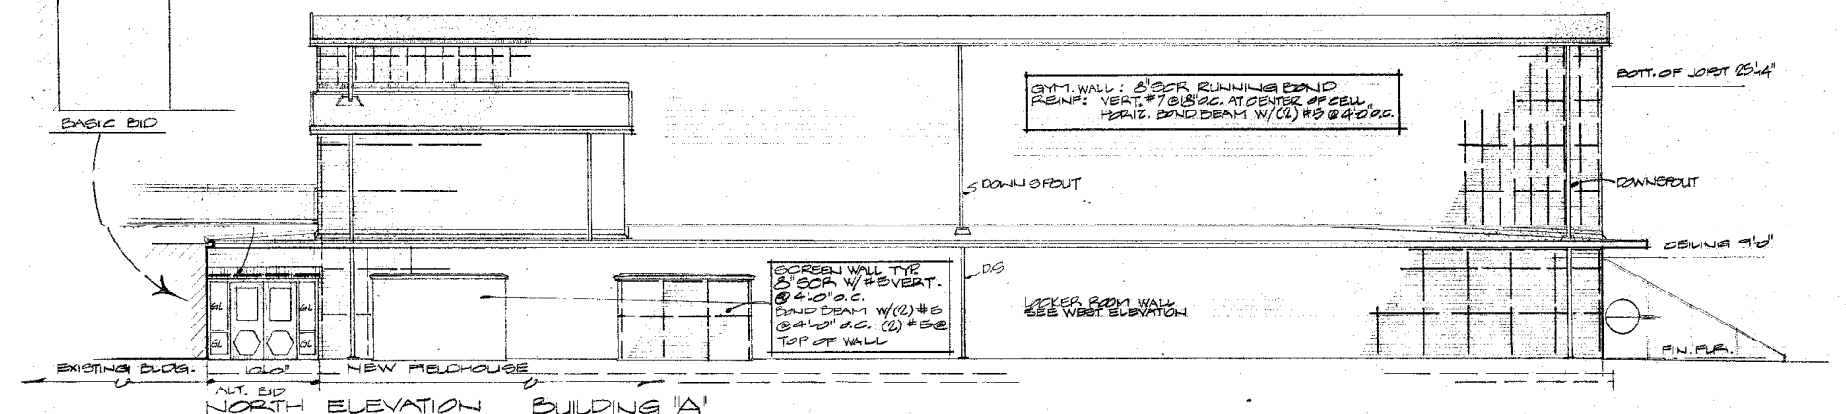 BASIC BID
GYM. WALL : 8" SCR RUNNING BOND
REINF: VERT. #7 @ 18" O.C. AT CENTER OF CELL
HORIZ. BOND BEAM W/(2) #5 @ 4'-0" O.C.
BOTT. OF JOIST 25'-4"
DOWNSPOUT
DOWNSPOUT
CEILING 9'-0"
SCREEN WALL TYP.
8" SCR W/ #5 VERT.
@ 4'-0" O.C.
BOND BEAM W/(2) #5
@ 4'-0" O.C. (2) #5 @
TOP OF WALL
D.S
LOCKER ROOM WALL
SEE WEST ELEVATION
GL
GL
GL
GL
FIN. FLR.
EXISTING BLDG.
10'-0"
NEW FIELDHOUSE
ALT. BID
NORTH ELEVATION BUILDING 'A'